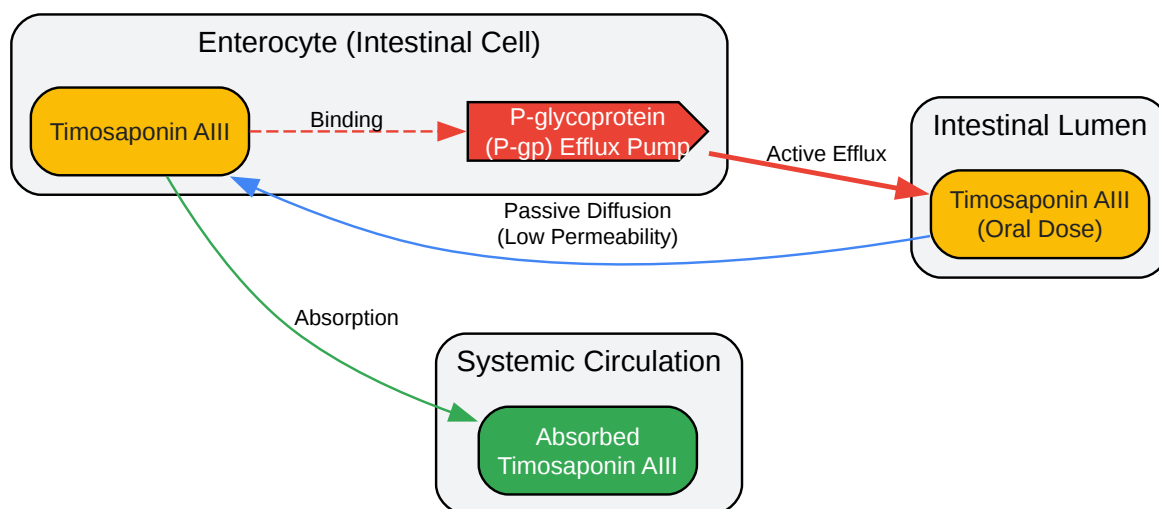 Enterocyte (Intestinal Cell)
Timosaponin AIII
Binding
P-glycoprotein
(P-gp) Efflux Pump
Active Efflux
Intestinal Lumen
Timosaponin AIII
(Oral Dose)
Passive Diffusion
(Low Permeability)
Absorption
Systemic Circulation
Absorbed
Timosaponin AIII